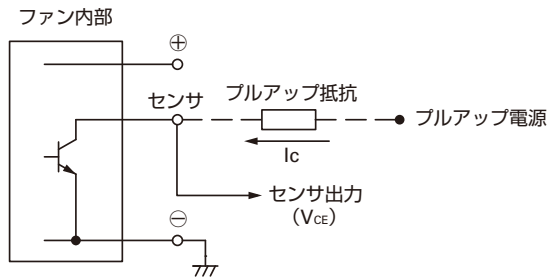 ファン内部
⊕
センサ
プルアップ抵抗
プルアップ電源
Ic
センサ出力
（VCE）
⊖